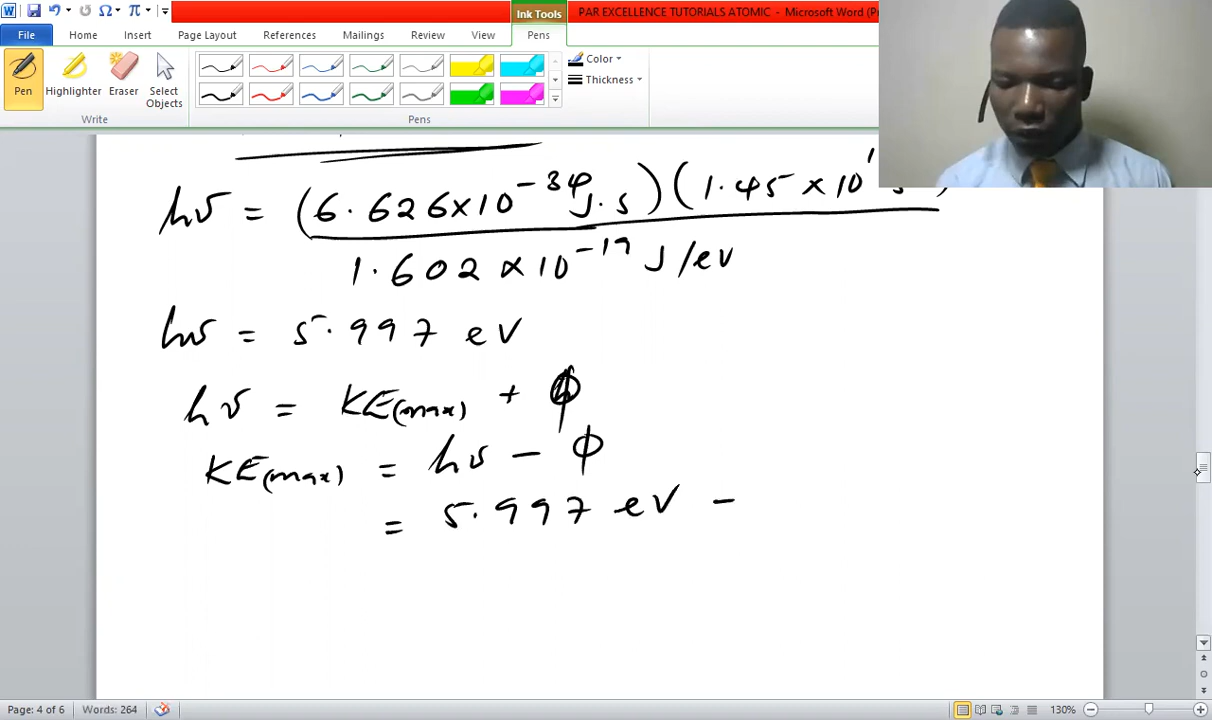 Ink Tools
PAR EXCELLENCE TUTORIALS ATOMIC - Microsoft Word (Pr
File Home Insert Page Layout References Mailings Review View Pens
Pen Highlighter Eraser Select Objects
Color
Thickness
Write Pens
hυ = (6.626×10⁻³⁴ J.s)(1.45×10¹
1.602×10⁻¹⁹ J/ev
hυ = 5.997 eV
hυ = KE(max) + ϕ
KE(max) = hυ − ϕ
= 5.997 eV −
Page: 4 of 6 Words: 264 130%